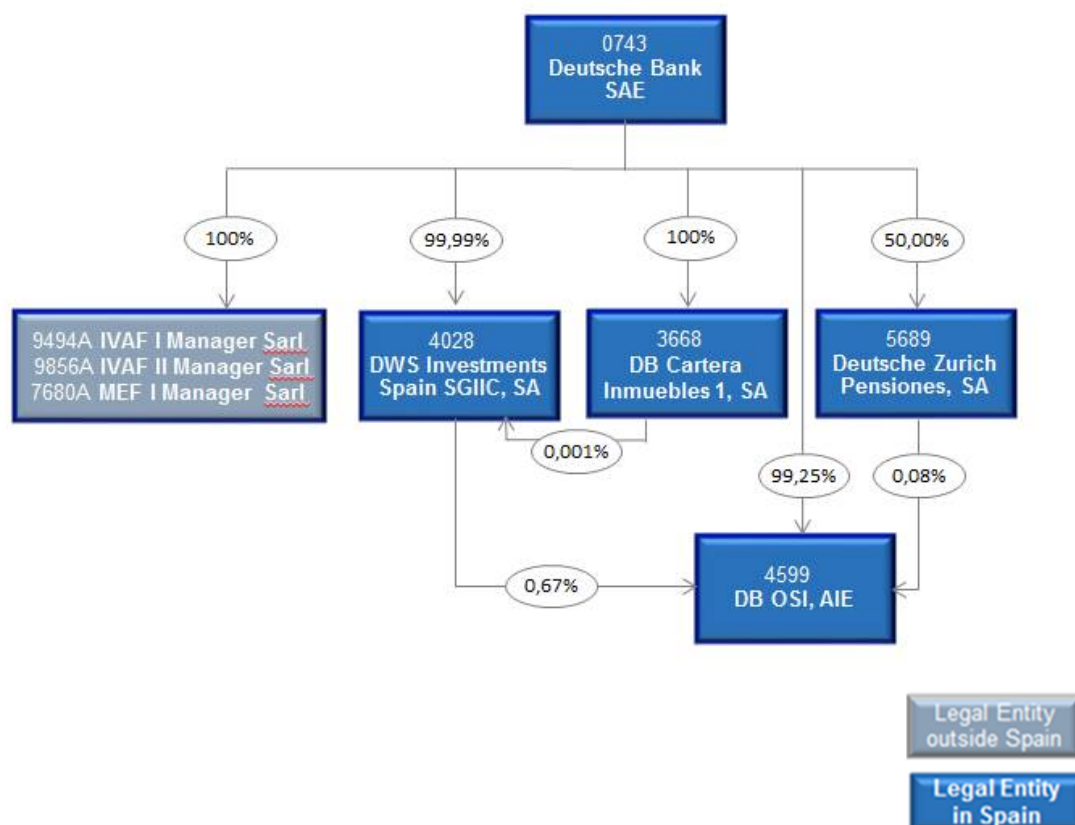 0743
Deutsche Bank
SAE
100%
99,99%
100%
50,00%
9494A IVAF I Manager Sarl
9856A IVAF II Manager Sarl
7680A MEF I Manager Sarl
4028
DWS Investments
Spain SGIIC, SA
3668
DB Cartera
Inmuebles 1, SA
5689
Deutsche Zurich
Pensiones, SA
0,001%
99,25%
0,08%
0,67%
4599
DB OSI, AIE
Legal Entity
outside Spain
Legal Entity
in Spain